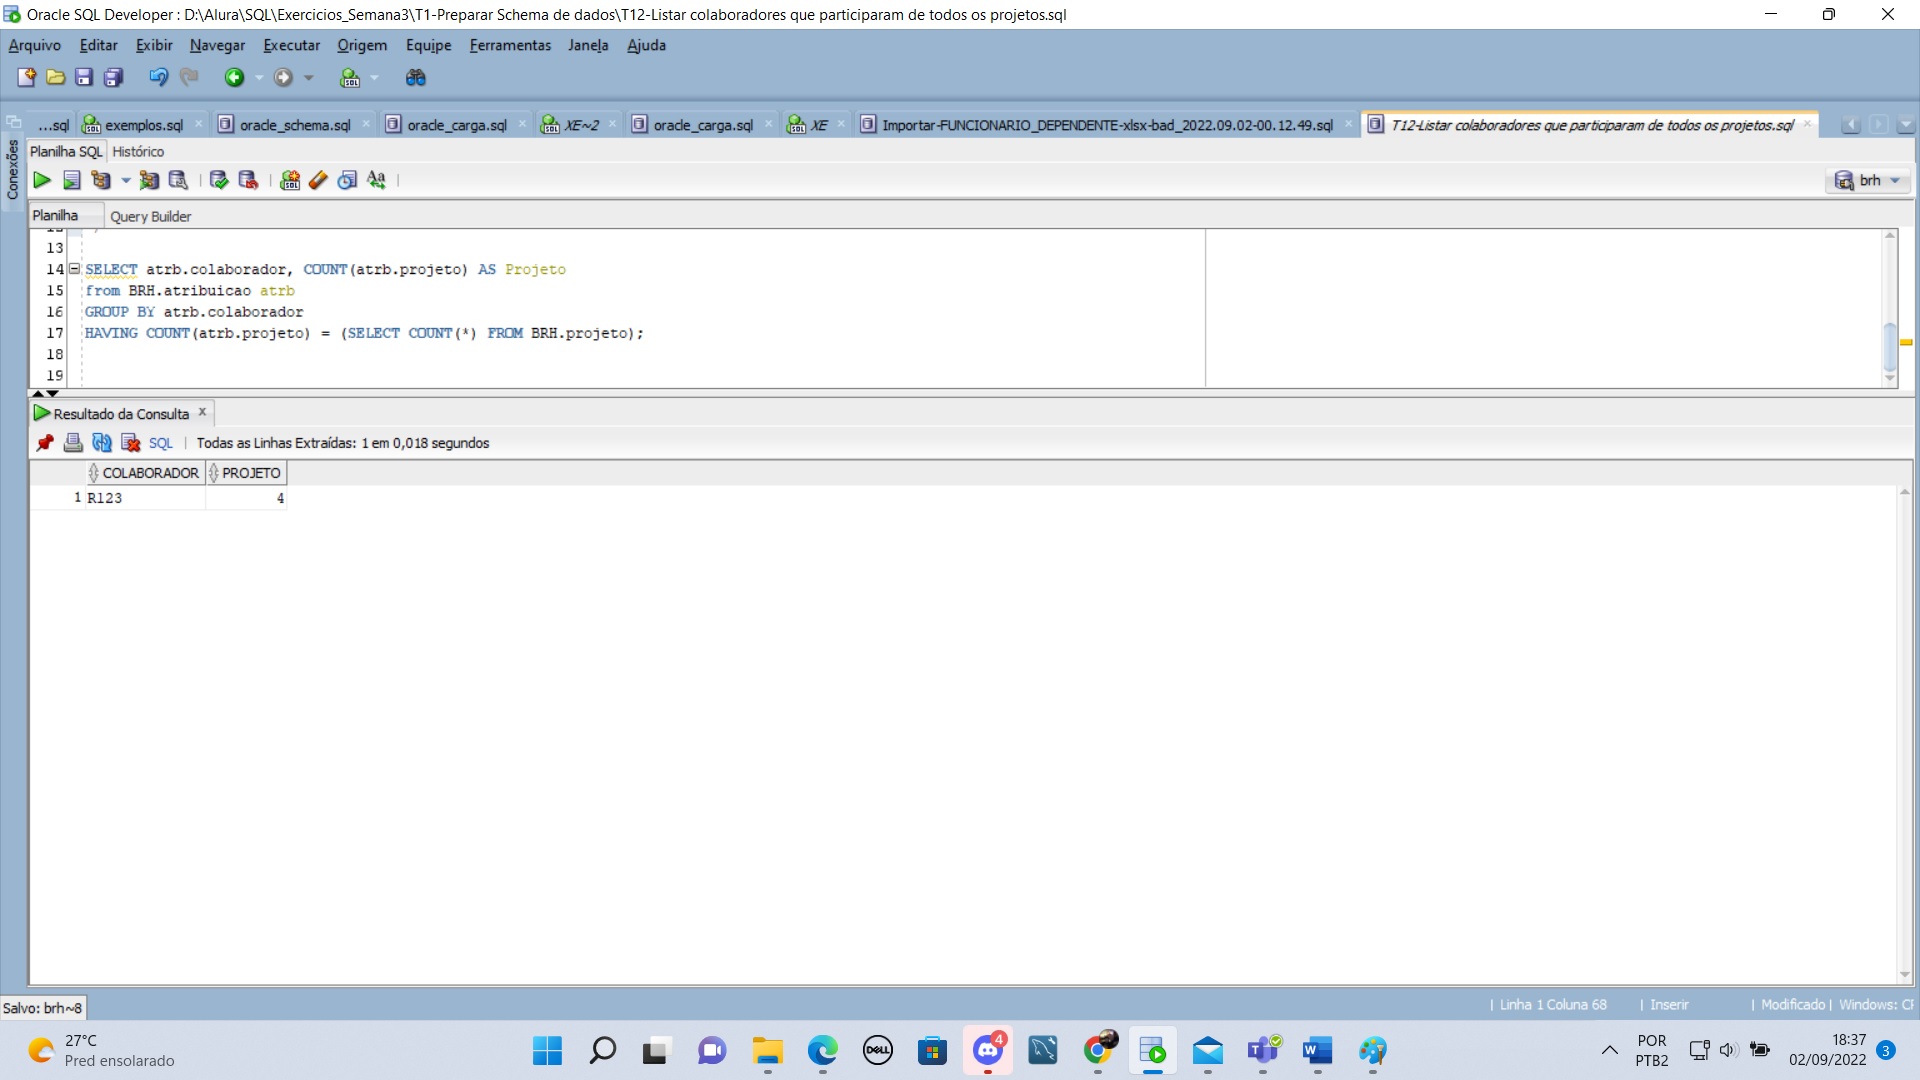 Oracle SQL Developer : D:\Alura\SQL\Exercicios_Semana3\T1-Preparar Schema de dados\T12-Listar colaboradores que participaram de todos os projetos.sql
Arquivo Editar Exibir Navegar Executar Origem Equipe Ferramentas Janela Ajuda
...sql exemplos.sql oracle_schema.sql oracle_carga.sql XE~2 oracle_carga.sql XE Importar-FUNCIONARIO_DEPENDENTE-xlsx-bad_2022.09.02-00.12.49.sql T12-Listar colaboradores que participaram de todos os projetos.sql
Conexões
Planilha SQL Histórico
brh
Planilha Query Builder
13
14 SELECT atrb.colaborador, COUNT(atrb.projeto) AS Projeto
15 from BRH.atribuicao atrb
16 GROUP BY atrb.colaborador
17 HAVING COUNT(atrb.projeto) = (SELECT COUNT(*) FROM BRH.projeto);
18
19
Resultado da Consulta x
SQL | Todas as Linhas Extraídas: 1 em 0,018 segundos
COLABORADOR PROJETO
1 R123 4
Salvo: brh~8
| Linha 1 Coluna 68 | Inserir | Modificado | Windows: CF
27°C
Pred ensolarado
DELL
4
POR
PTB2
18:37
02/09/2022
3